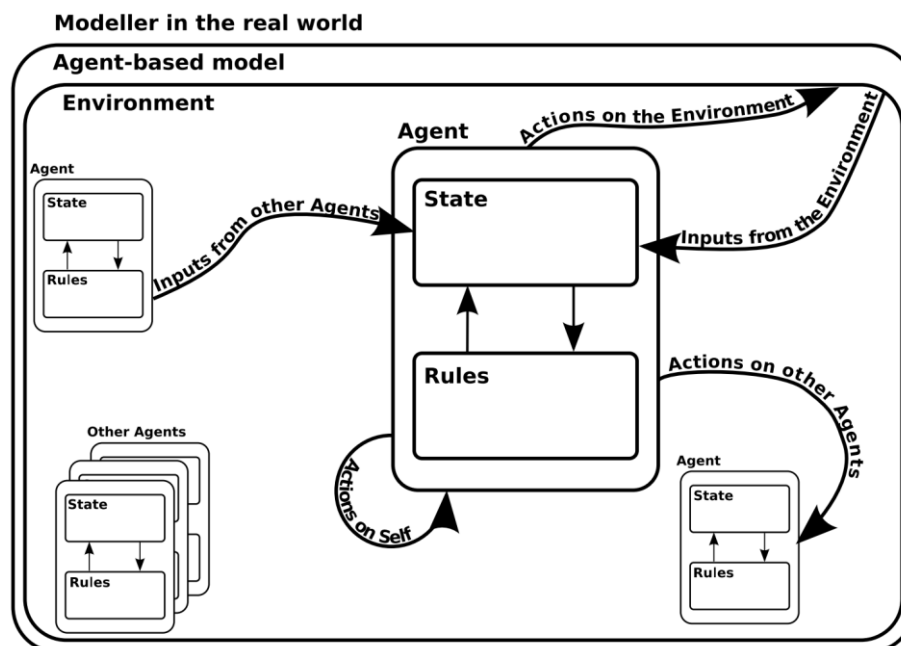 Modeller in the real world
Agent-based model
Environment
Agent
Actions on the Environment
Inputs from the Environment
Agent
State
Rules
Inputs from other Agents
State
Rules
Actions on other Agents
Actions on Self
Other Agents
State
Rules
Agent
State
Rules